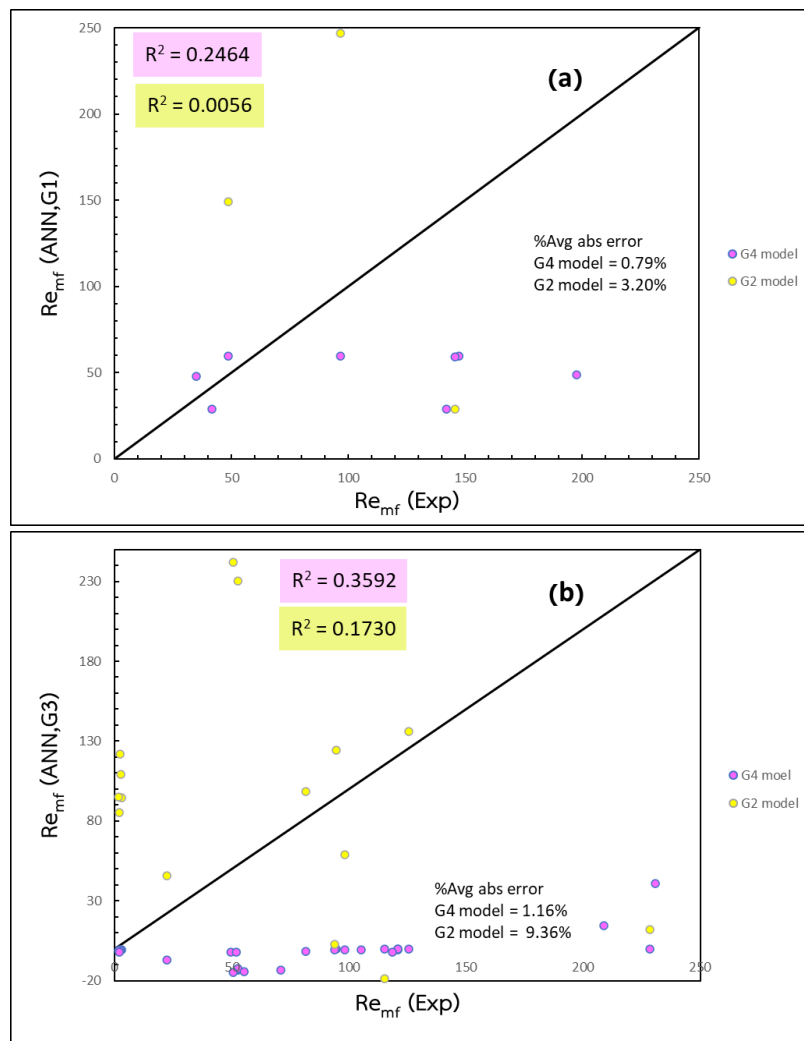 250
200
150
100
50
0
Re_mf (ANN,G1)
R² = 0.2464
R² = 0.0056
(a)
%Avg abs error
G4 model = 0.79%
G2 model = 3.20%
G4 model
G2 model
0 50 100 150 200 250
Re_mf (Exp)
230
180
130
80
30
-20
Re_mf (ANN,G3)
R² = 0.3592
R² = 0.1730
(b)
%Avg abs error
G4 model = 1.16%
G2 model = 9.36%
G4 moel
G2 model
0 50 100 150 200 250
Re_mf (Exp)